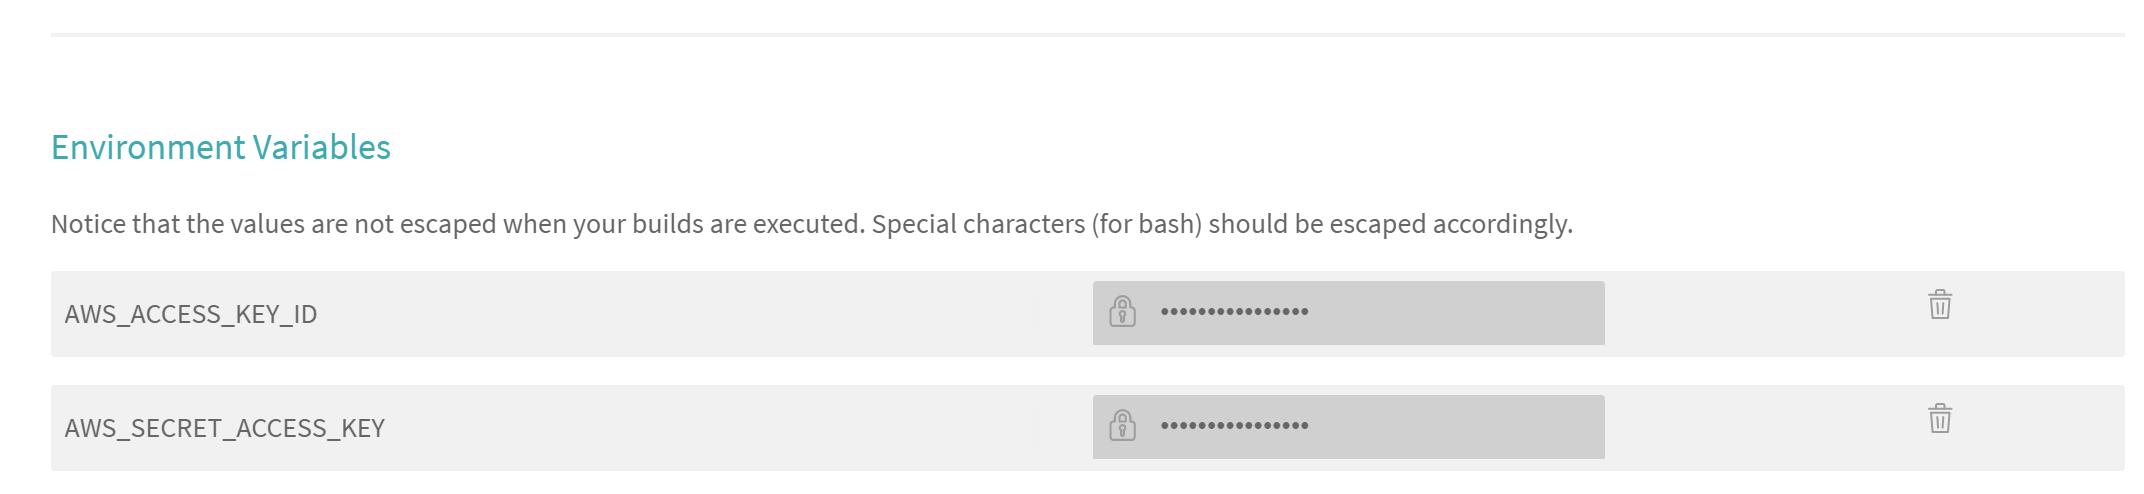 Environment Variables
Notice that the values are not escaped when your builds are executed. Special characters (for bash) should be escaped accordingly.
AWS_ACCESS_KEY_ID ••••••••••••••••
AWS_SECRET_ACCESS_KEY ••••••••••••••••